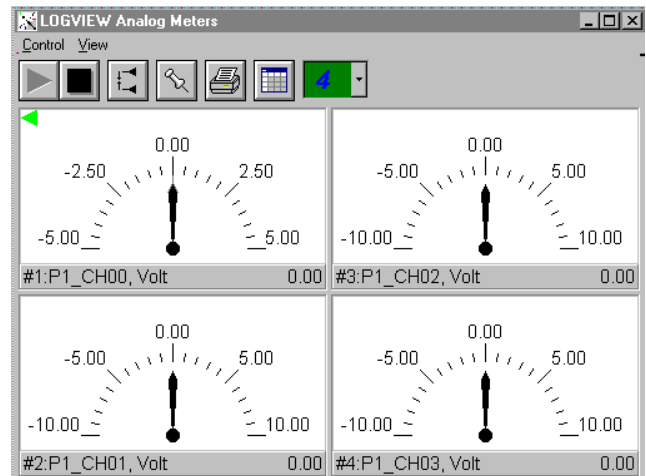 LOGVIEW Analog Meters
Control View
4
0.00
-2.50 2.50
-5.00 5.00
#1:P1_CH00, Volt 0.00
0.00
-5.00 5.00
-10.00 10.00
#3:P1_CH02, Volt 0.00
0.00
-5.00 5.00
-10.00 10.00
#2:P1_CH01, Volt 0.00
0.00
-5.00 5.00
-10.00 10.00
#4:P1_CH03, Volt 0.00